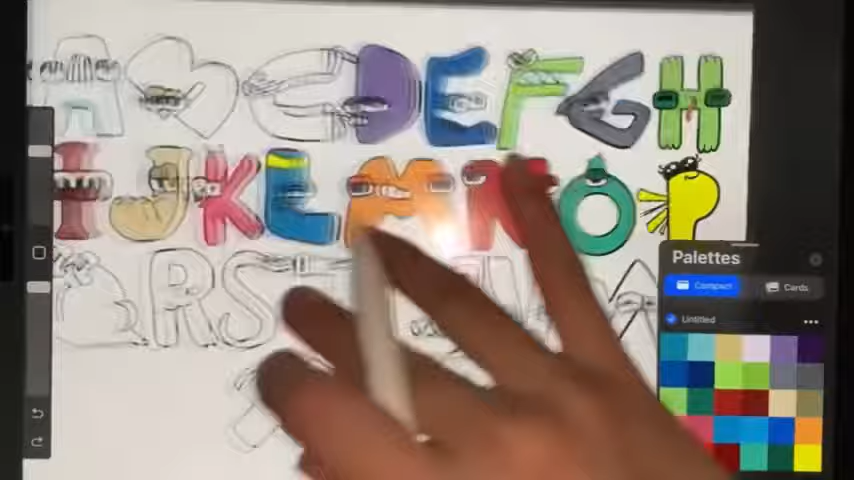 A B C D E F G H
I J K L M N O P
R S T
Palettes
Compact Cards
Untitled